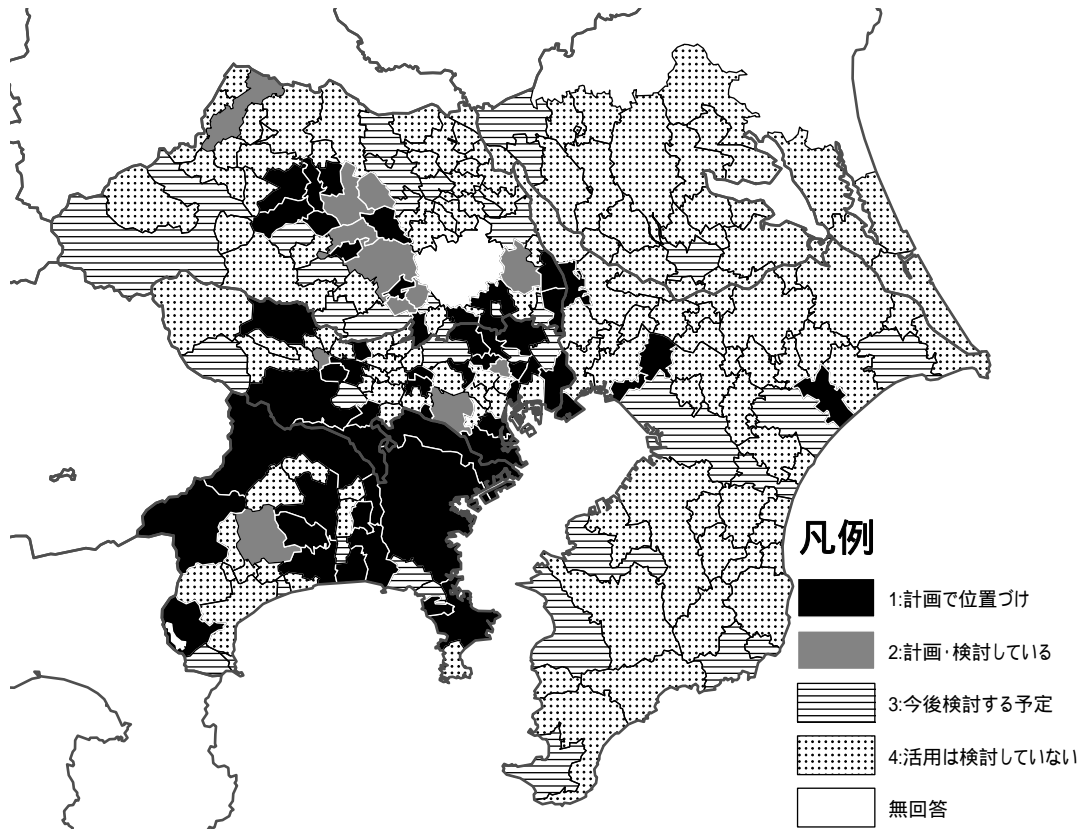 凡例
1:計画で位置づけ
2:計画・検討している
3:今後検討する予定
4:活用は検討していない
無回答